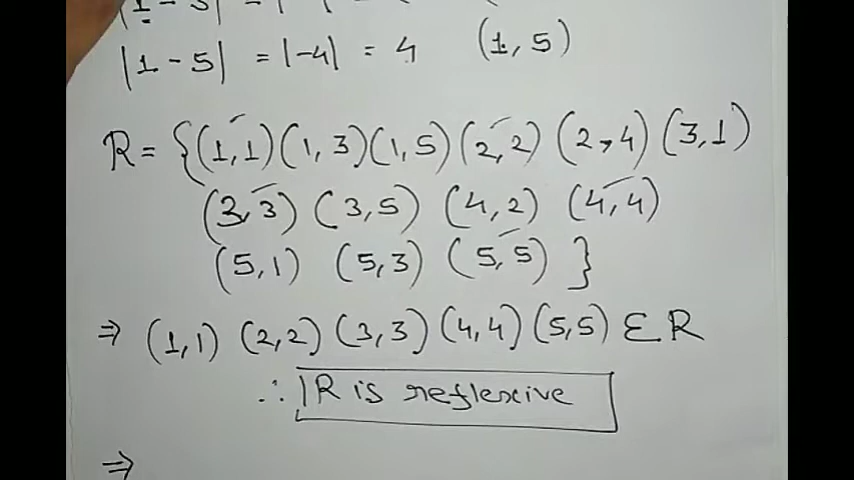 |1 - 5| = |-4| = 4 (1, 5)
R = {(1, 1) (1, 3) (1, 5) (2, 2) (2, 4) (3, 1)
(3, 3) (3, 5) (4, 2) (4, 4)
(5, 1) (5, 3) (5, 5) }
⇒ (1, 1) (2, 2) (3, 3) (4, 4) (5, 5) ∈ R
∴ R is reflexive
⇒